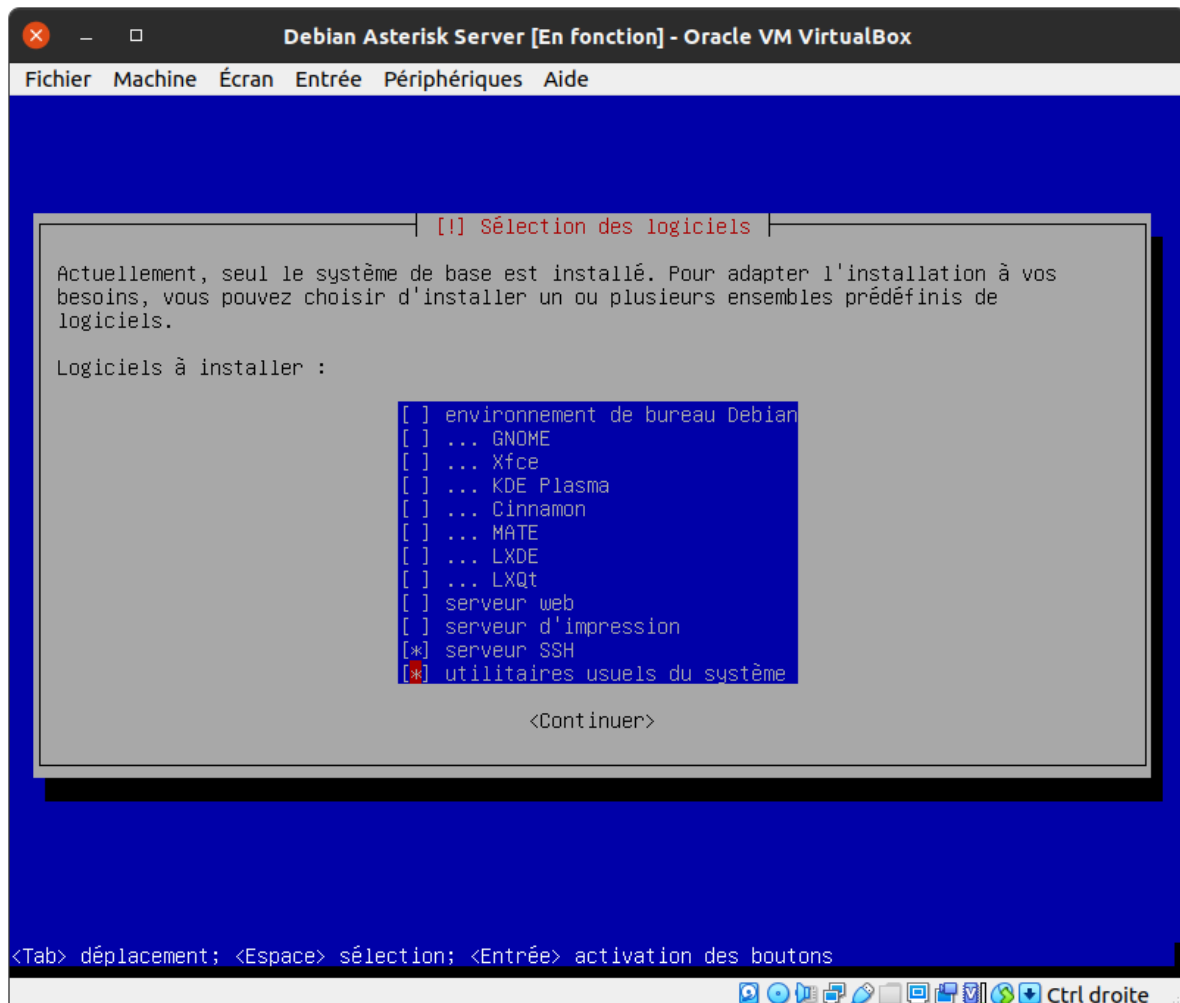 Debian Asterisk Server [En fonction] - Oracle VM VirtualBox
Fichier Machine Écran Entrée Périphériques Aide
[!] Sélection des logiciels
Actuellement, seul le système de base est installé. Pour adapter l'installation à vos
besoins, vous pouvez choisir d'installer un ou plusieurs ensembles prédéfinis de
logiciels.
Logiciels à installer :
[ ] environnement de bureau Debian
[ ] ... GNOME
[ ] ... Xfce
[ ] ... KDE Plasma
[ ] ... Cinnamon
[ ] ... MATE
[ ] ... LXDE
[ ] ... LXQt
[ ] serveur web
[ ] serveur d'impression
[*] serveur SSH
[*] utilitaires usuels du système
<Continuer>
<Tab> déplacement; <Espace> sélection; <Entrée> activation des boutons
Ctrl droite